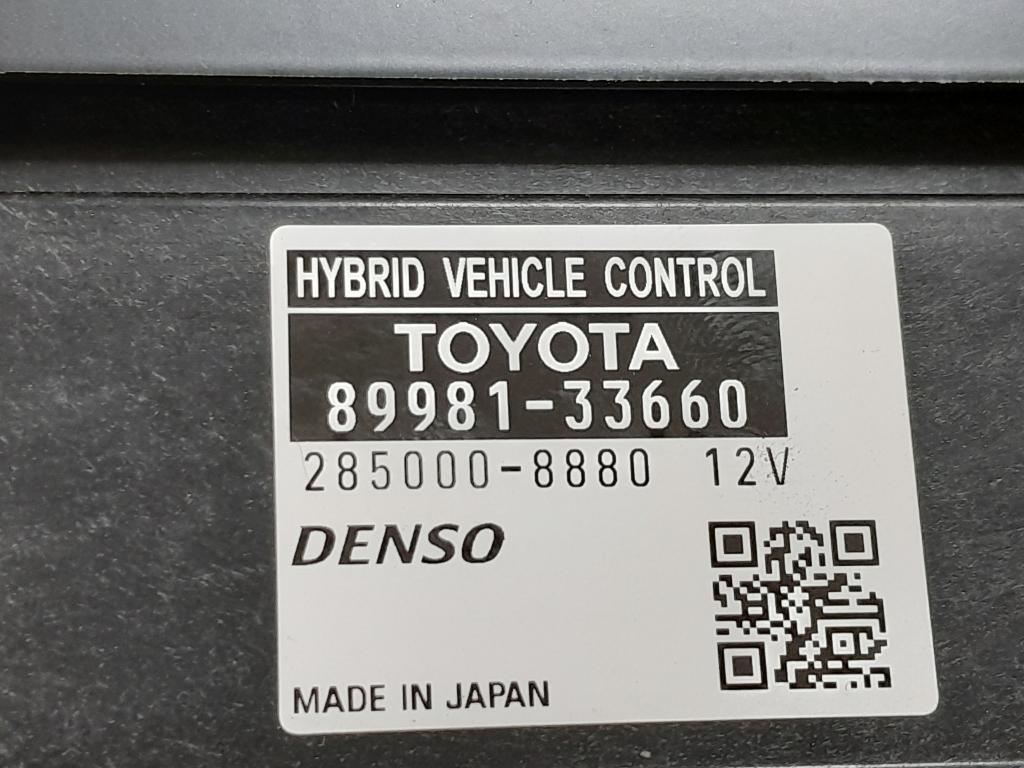 HYBRID VEHICLE CONTROL
TOYOTA
89981-33660
285000-8880 12V
DENSO
MADE IN JAPAN